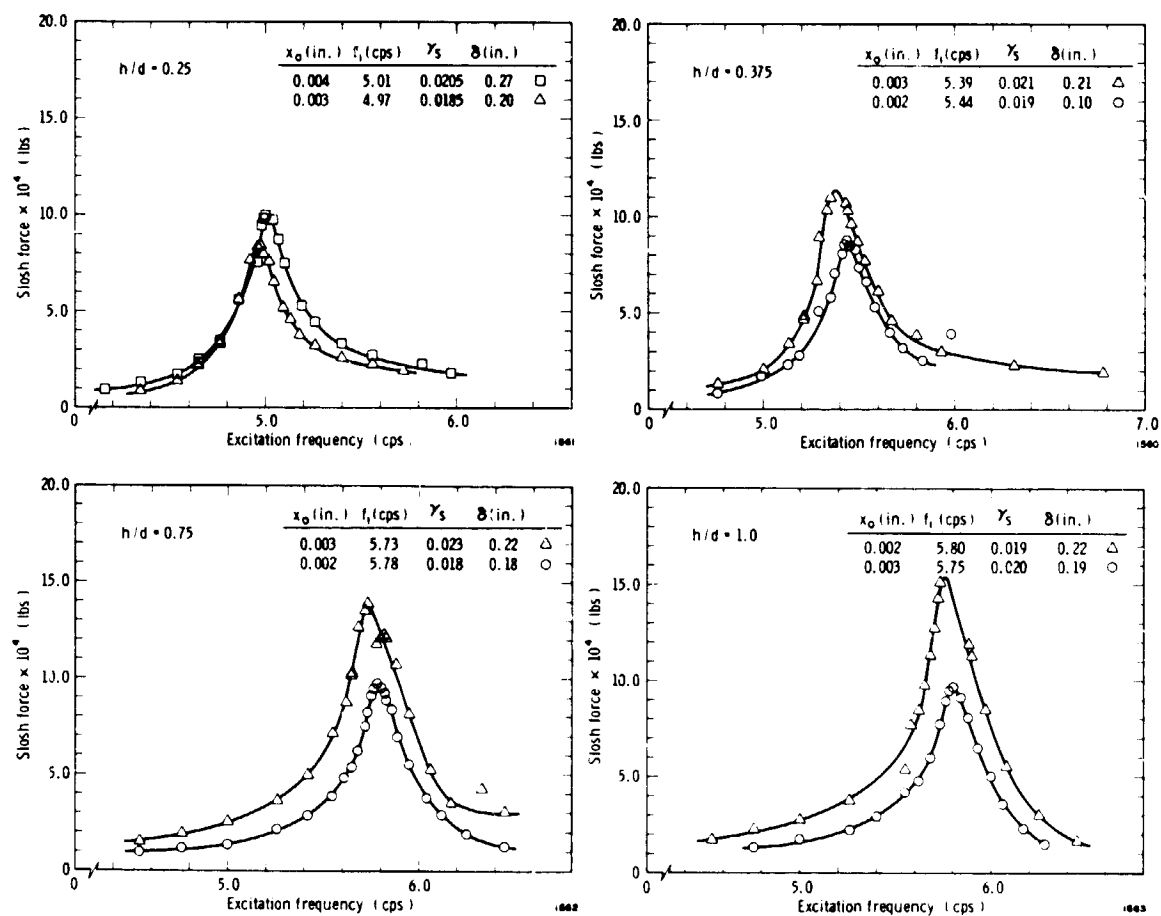 20.0
15.0
10.0
5.0
0
Slosh force × 10⁴ (lbs)
h/d = 0.25
x₀ (in.) f₁(cps) γₛ δ(in.)
0.004 5.01 0.0205 0.27 □
0.003 4.97 0.0185 0.20 △
0 5.0 6.0
Excitation frequency (cps)
1561
20.0
15.0
10.0
5.0
0
Slosh force × 10⁴ (lbs)
h/d = 0.375
x₀ (in.) f₁(cps) γₛ δ(in.)
0.003 5.39 0.021 0.21 △
0.002 5.44 0.019 0.10 ○
0 5.0 6.0 7.0
Excitation frequency (cps)
1560
20.0
15.0
10.0
5.0
0
Slosh force × 10⁴ (lbs)
h/d = 0.75
x₀ (in.) f₁(cps) γₛ δ(in.)
0.003 5.73 0.023 0.22 △
0.002 5.78 0.018 0.18 ○
0 5.0 6.0
Excitation frequency (cps)
1562
20.0
15.0
10.0
5.0
0
Slosh force × 10⁴ (lbs)
h/d = 1.0
x₀ (in.) f₁(cps) γₛ δ(in.)
0.002 5.80 0.019 0.22 △
0.003 5.75 0.020 0.19 ○
0 5.0 6.0
Excitation frequency (cps)
1563